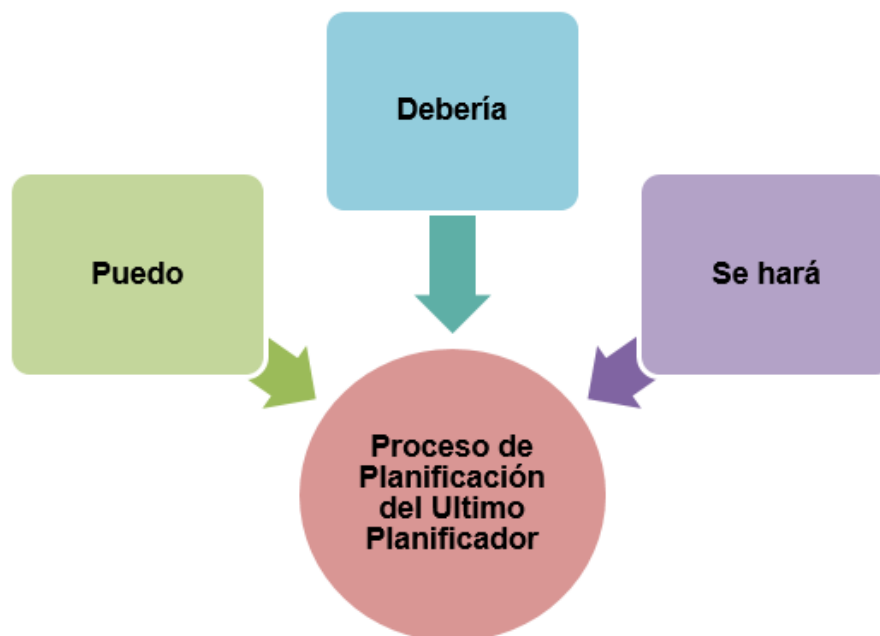 Debería
Puedo
Se hará
Proceso de
Planificación
del Ultimo
Planificador